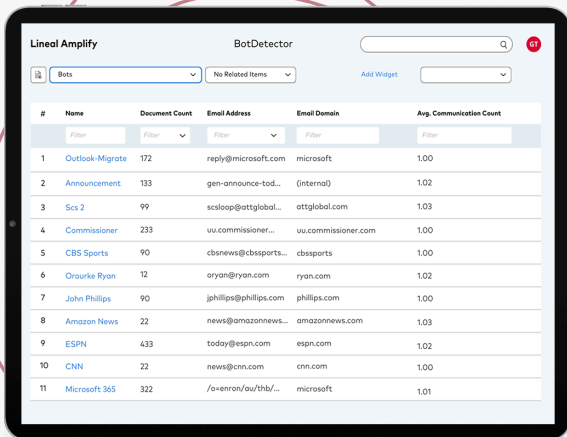 Lineal Amplify BotDetector GT
Bots No Related Items Add Widget
# Name Document Count Email Address Email Domain Avg. Communication Count
Filter Filter Filter Filter Filter
1 Outlook-Migrate 172 reply@microsoft.com microsoft 1.00
2 Announcement 133 gen-announce-tod... (internal) 1.02
3 Scs 2 99 scsloop@attglobal... attglobal.com 1.03
4 Commissioner 233 uu.commissioner... uu.commissioner.com 1.00
5 CBS Sports 90 cbsnews@cbssports... cbssports 1.00
6 Orourke Ryan 12 oryan@ryan.com ryan.com 1.02
7 John Phillips 90 jphillips@phillips.com phillips.com 1.00
8 Amazon News 22 news@amazonnews... amazonnews.com 1.03
9 ESPN 433 today@espn.com espn.com 1.02
10 CNN 22 news@cnn.com cnn.com 1.00
11 Microsoft 365 322 /o=enron/au/thb/... microsoft 1.01